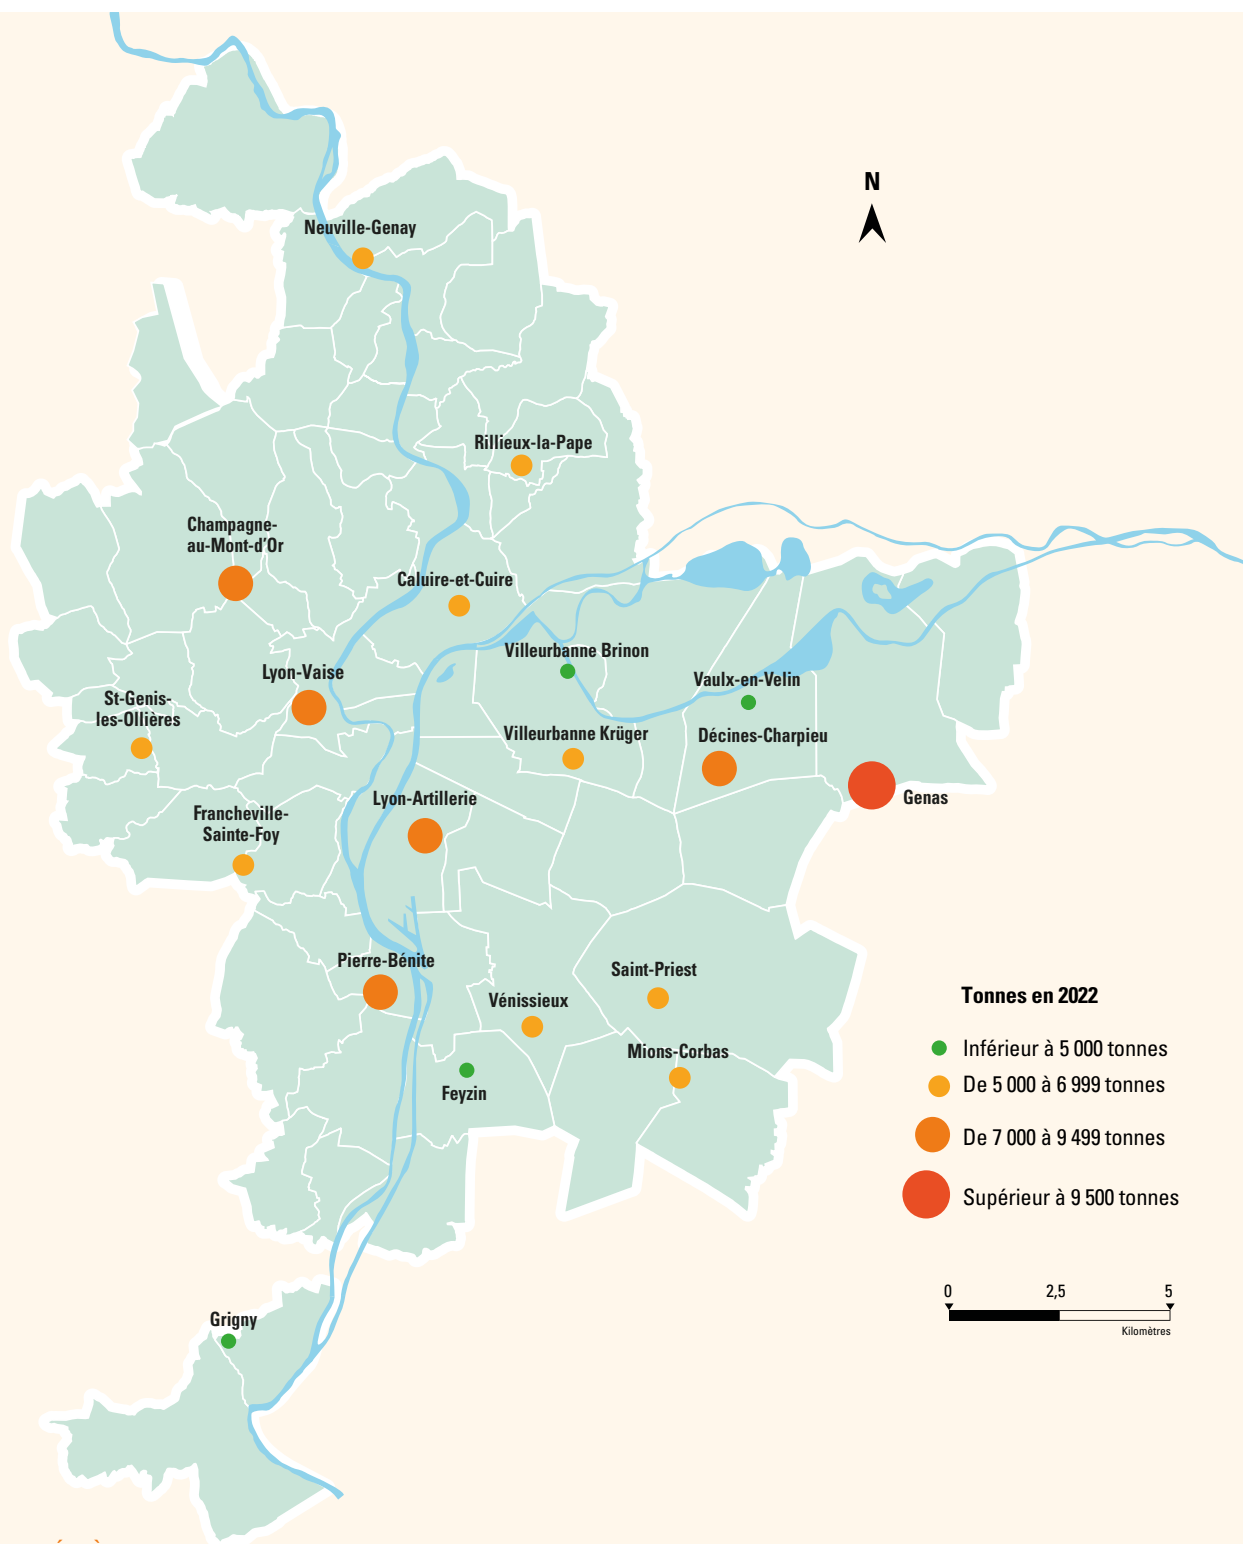 N
Neuville-Genay
Rillieux-la-Pape
Champagne-
au-Mont-d'Or
Caluire-et-Cuire
Villeurbanne Brinon
Lyon-Vaise
Vaulx-en-Velin
St-Genis-
les-Ollières
Villeurbanne Krüger
Décines-Charpieu
Lyon-Artillerie
Genas
Francheville-
Sainte-Foy
Pierre-Bénite
Saint-Priest
Vénissieux
Mions-Corbas
Feyzin
Grigny
Tonnes en 2022
Inférieur à 5 000 tonnes
De 5 000 à 6 999 tonnes
De 7 000 à 9 499 tonnes
Supérieur à 9 500 tonnes
0 2,5 5
Kilomètres